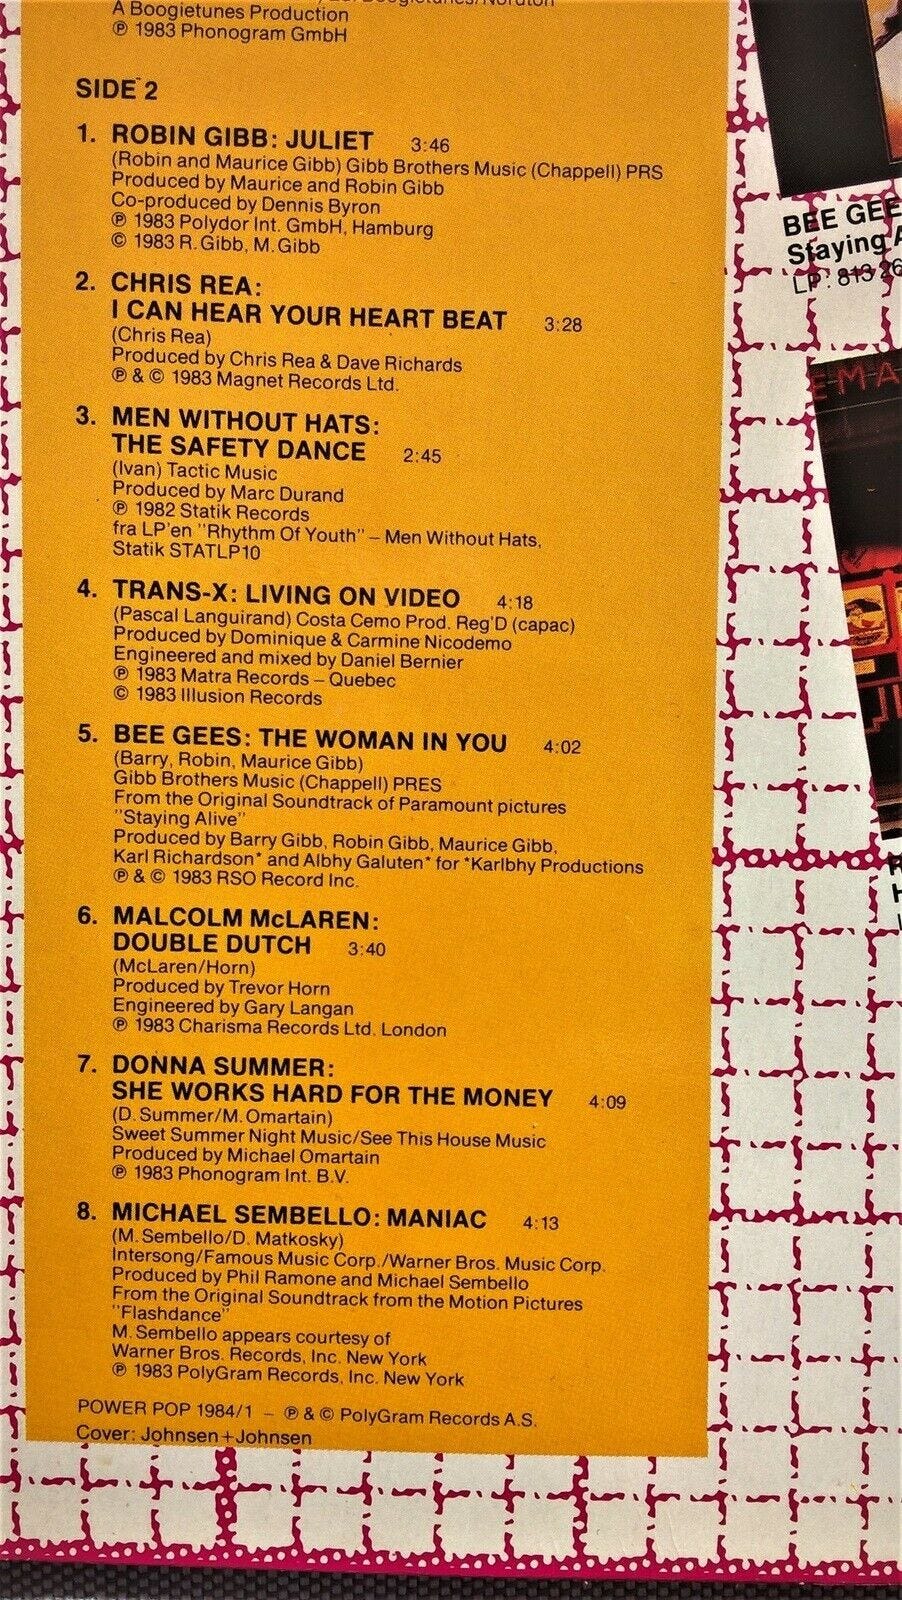 A Boogietunes Production
℗ 1983 Phonogram GmbH
SIDE 2
1. ROBIN GIBB: JULIET 3:46
(Robin and Maurice Gibb) Gibb Brothers Music (Chappell) PRS
Produced by Maurice and Robin Gibb
Co-produced by Dennis Byron
℗ 1983 Polydor Int. GmbH, Hamburg
© 1983 R. Gibb, M. Gibb
2. CHRIS REA:
I CAN HEAR YOUR HEART BEAT 3:28
(Chris Rea)
Produced by Chris Rea & Dave Richards
℗ & © 1983 Magnet Records Ltd.
3. MEN WITHOUT HATS:
THE SAFETY DANCE 2:45
(Ivan) Tactic Music
Produced by Marc Durand
℗ 1982 Statik Records
fra LP'en "Rhythm Of Youth" – Men Without Hats,
Statik STATLP10
4. TRANS-X: LIVING ON VIDEO 4:18
(Pascal Languirand) Costa Cemo Prod. Reg'D (capac)
Produced by Dominique & Carmine Nicodemo
Engineered and mixed by Daniel Bernier
℗ 1983 Matra Records – Quebec
© 1983 Illusion Records
5. BEE GEES: THE WOMAN IN YOU 4:02
(Barry, Robin, Maurice Gibb)
Gibb Brothers Music (Chappell) PRES
From the Original Soundtrack of Paramount pictures
"Staying Alive"
Produced by Barry Gibb, Robin Gibb, Maurice Gibb,
Karl Richardson* and Albhy Galuten* for *Karlbhy Productions
℗ & © 1983 RSO Record Inc.
6. MALCOLM McLAREN:
DOUBLE DUTCH 3:40
(McLaren/Horn)
Produced by Trevor Horn
Engineered by Gary Langan
℗ 1983 Charisma Records Ltd. London
7. DONNA SUMMER:
SHE WORKS HARD FOR THE MONEY 4:09
(D. Summer/M. Omartain)
Sweet Summer Night Music/See This House Music
Produced by Michael Omartain
℗ 1983 Phonogram Int. B.V.
8. MICHAEL SEMBELLO: MANIAC 4:13
(M. Sembello/D. Matkosky)
Intersong/Famous Music Corp./Warner Bros. Music Corp.
Produced by Phil Ramone and Michael Sembello
From the Original Soundtrack from the Motion Pictures
"Flashdance"
M. Sembello appears courtesy of
Warner Bros. Records, Inc. New York
℗ 1983 PolyGram Records, Inc. New York
POWER POP 1984/1 – ℗ & © PolyGram Records A.S.
Cover: Johnsen+Johnsen
BEE GEE
Staying A
LP: 813 26
EMA